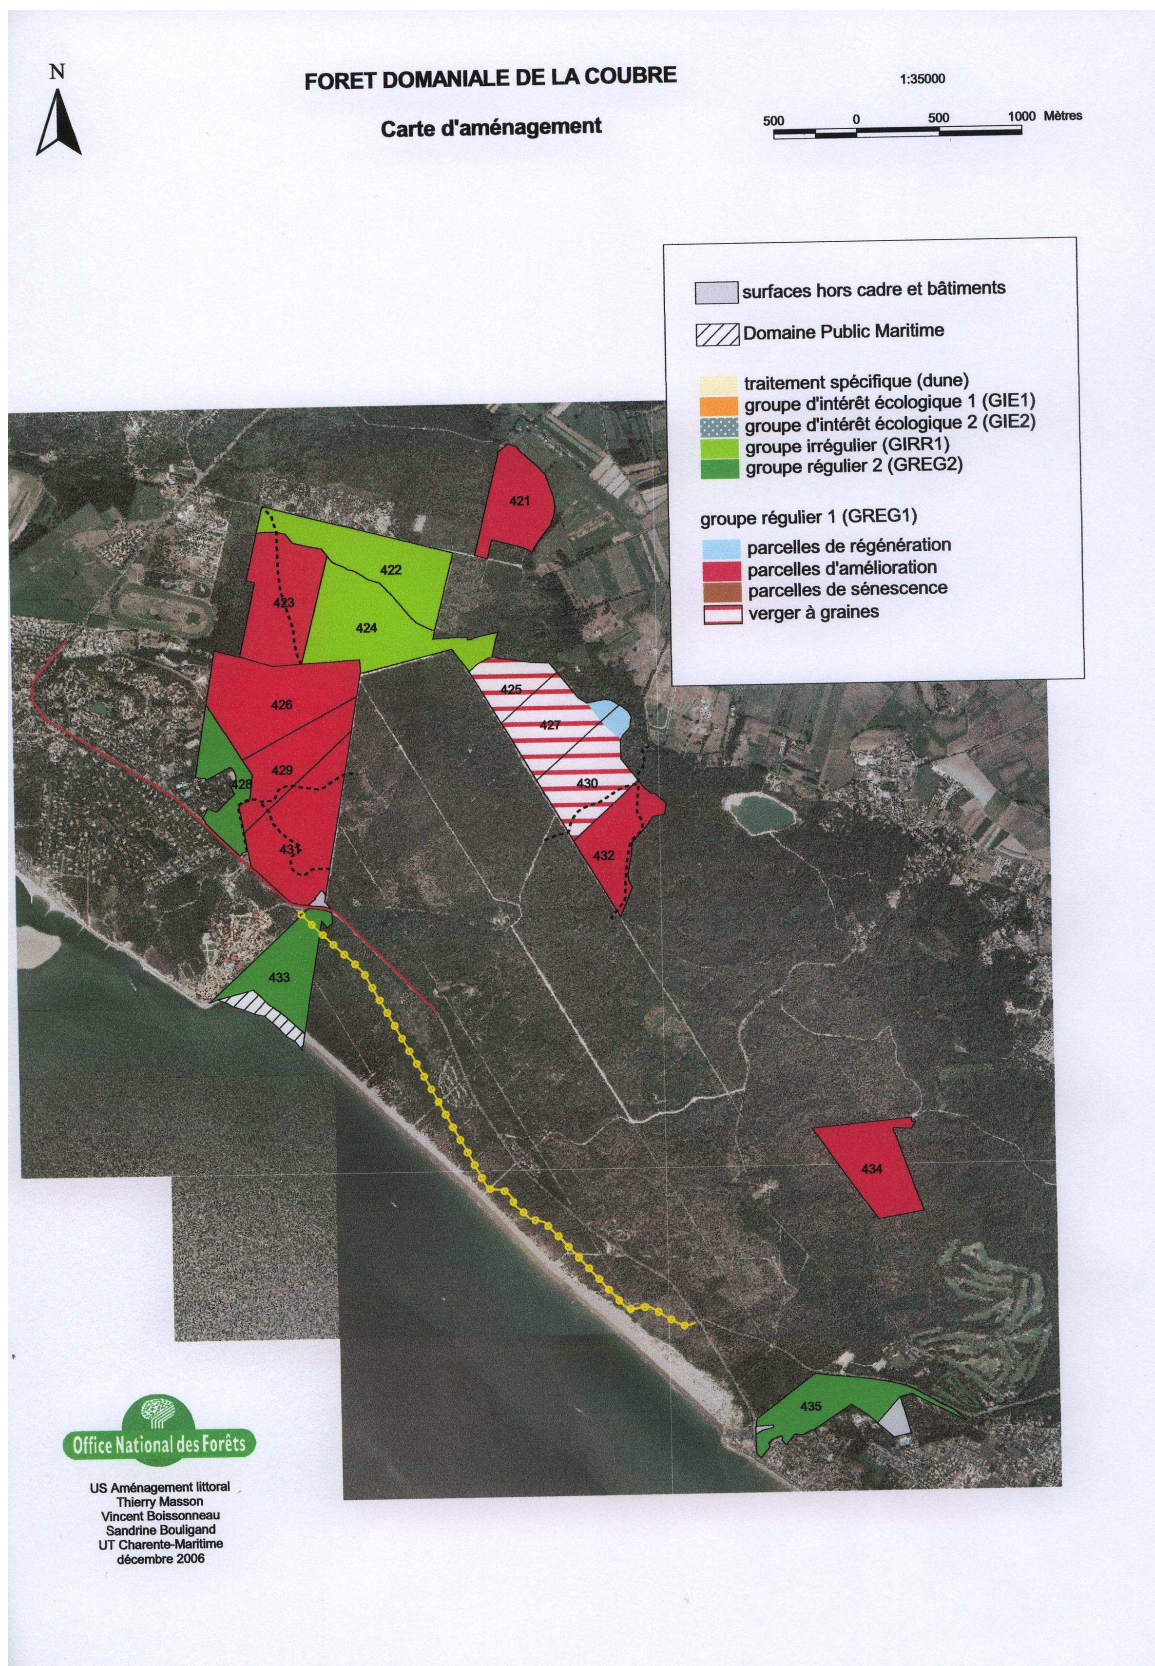 N
FORET DOMANIALE DE LA COUBRE
Carte d'aménagement
1:35000
500 0 500 1000 Mètres
surfaces hors cadre et bâtiments
Domaine Public Maritime
traitement spécifique (dune)
groupe d'intérêt écologique 1 (GIE1)
groupe d'intérêt écologique 2 (GIE2)
groupe irrégulier (GIRR1)
groupe régulier 2 (GREG2)
groupe régulier 1 (GREG1)
parcelles de régénération
parcelles d'amélioration
parcelles de sénescence
verger à graines
421
422
423
424
425
426
427
429
428
430
431
432
433
434
435
Office National des Forêts
US Aménagement littoral
Thierry Masson
Vincent Boissonneau
Sandrine Bouligand
UT Charente-Maritime
décembre 2006